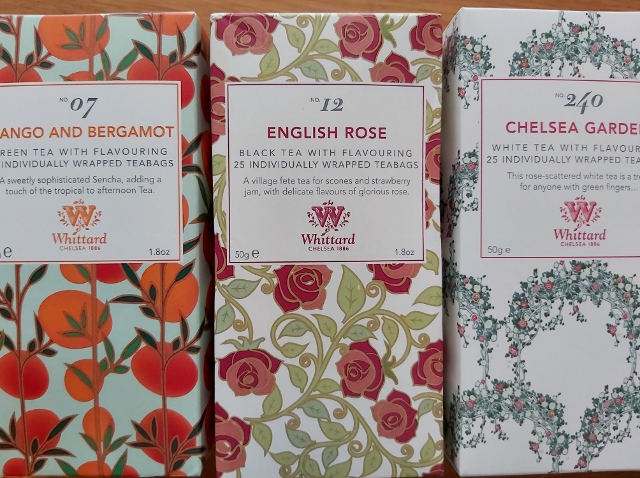 NO. 07
ANGO AND BERGAMOT
REEN TEA WITH FLAVOURING
INDIVIDUALLY WRAPPED TEABAGS
A sweetly sophisticated Sencha, adding a
touch of the tropical to afternoon Tea.
W
Whittard
CHELSEA 1886
g e 1.8oz
NO. 12
ENGLISH ROSE
BLACK TEA WITH FLAVOURING
25 INDIVIDUALLY WRAPPED TEABAGS
A village fete tea for scones and strawberry
jam, with delicate flavours of glorious rose.
W
Whittard
CHELSEA 1886
50g e 1.8oz
NO. 240
CHELSEA GARDE
WHITE TEA WITH FLAVOU
25 INDIVIDUALLY WRAPPED TEA
This rose-scattered white tea is a tre
for anyone with green fingers...
W
Whittard
CHELSEA 1886
50g e